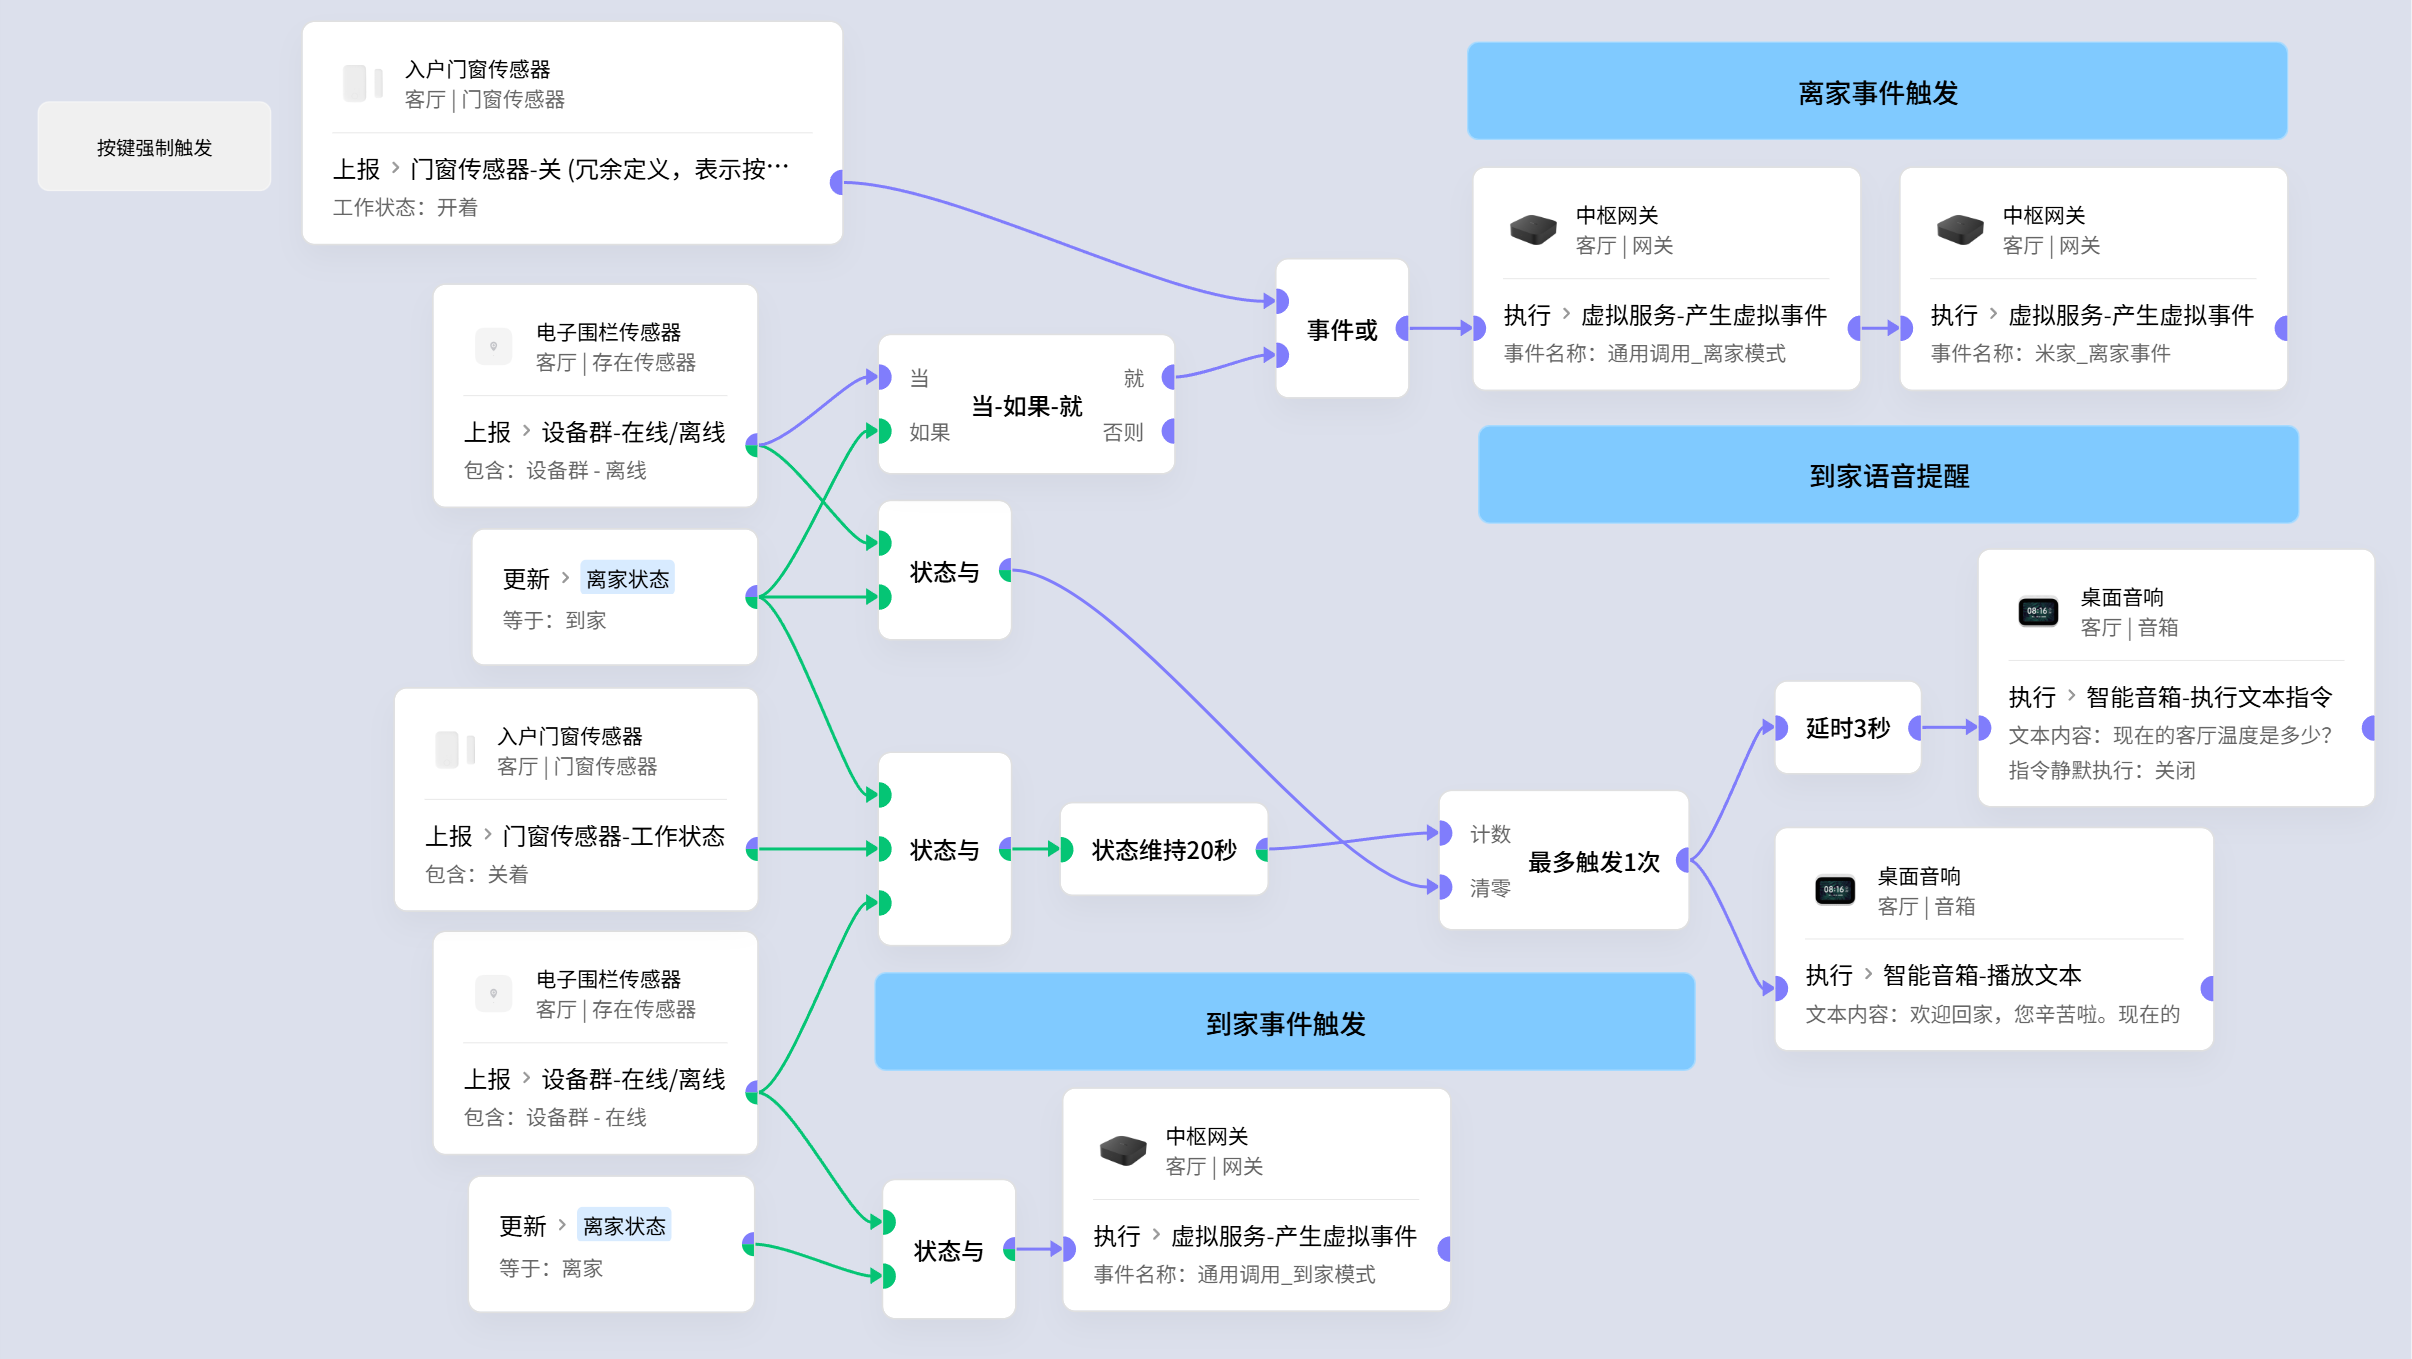 按键强制触发
入户门窗传感器
客厅 | 门窗传感器
上报 › 门窗传感器-关 (冗余定义，表示按···
工作状态：开着
离家事件触发
中枢网关
客厅 | 网关
执行 › 虚拟服务-产生虚拟事件
事件名称：通用调用_离家模式
中枢网关
客厅 | 网关
执行 › 虚拟服务-产生虚拟事件
事件名称：米家_离家事件
事件或
电子围栏传感器
客厅 | 存在传感器
上报 › 设备群-在线/离线
包含：设备群 - 离线
当
就
当-如果-就
如果
否则
到家语音提醒
更新 › 离家状态
等于：到家
状态与
桌面音响
客厅 | 音箱
执行 › 智能音箱-执行文本指令
文本内容：现在的客厅温度是多少？
指令静默执行：关闭
延时3秒
入户门窗传感器
客厅 | 门窗传感器
上报 › 门窗传感器-工作状态
包含：关着
状态与
状态维持20秒
计数
最多触发1次
清零
桌面音响
客厅 | 音箱
执行 › 智能音箱-播放文本
文本内容：欢迎回家，您辛苦啦。现在的
电子围栏传感器
客厅 | 存在传感器
上报 › 设备群-在线/离线
包含：设备群 - 在线
到家事件触发
更新 › 离家状态
等于：离家
状态与
中枢网关
客厅 | 网关
执行 › 虚拟服务-产生虚拟事件
事件名称：通用调用_到家模式